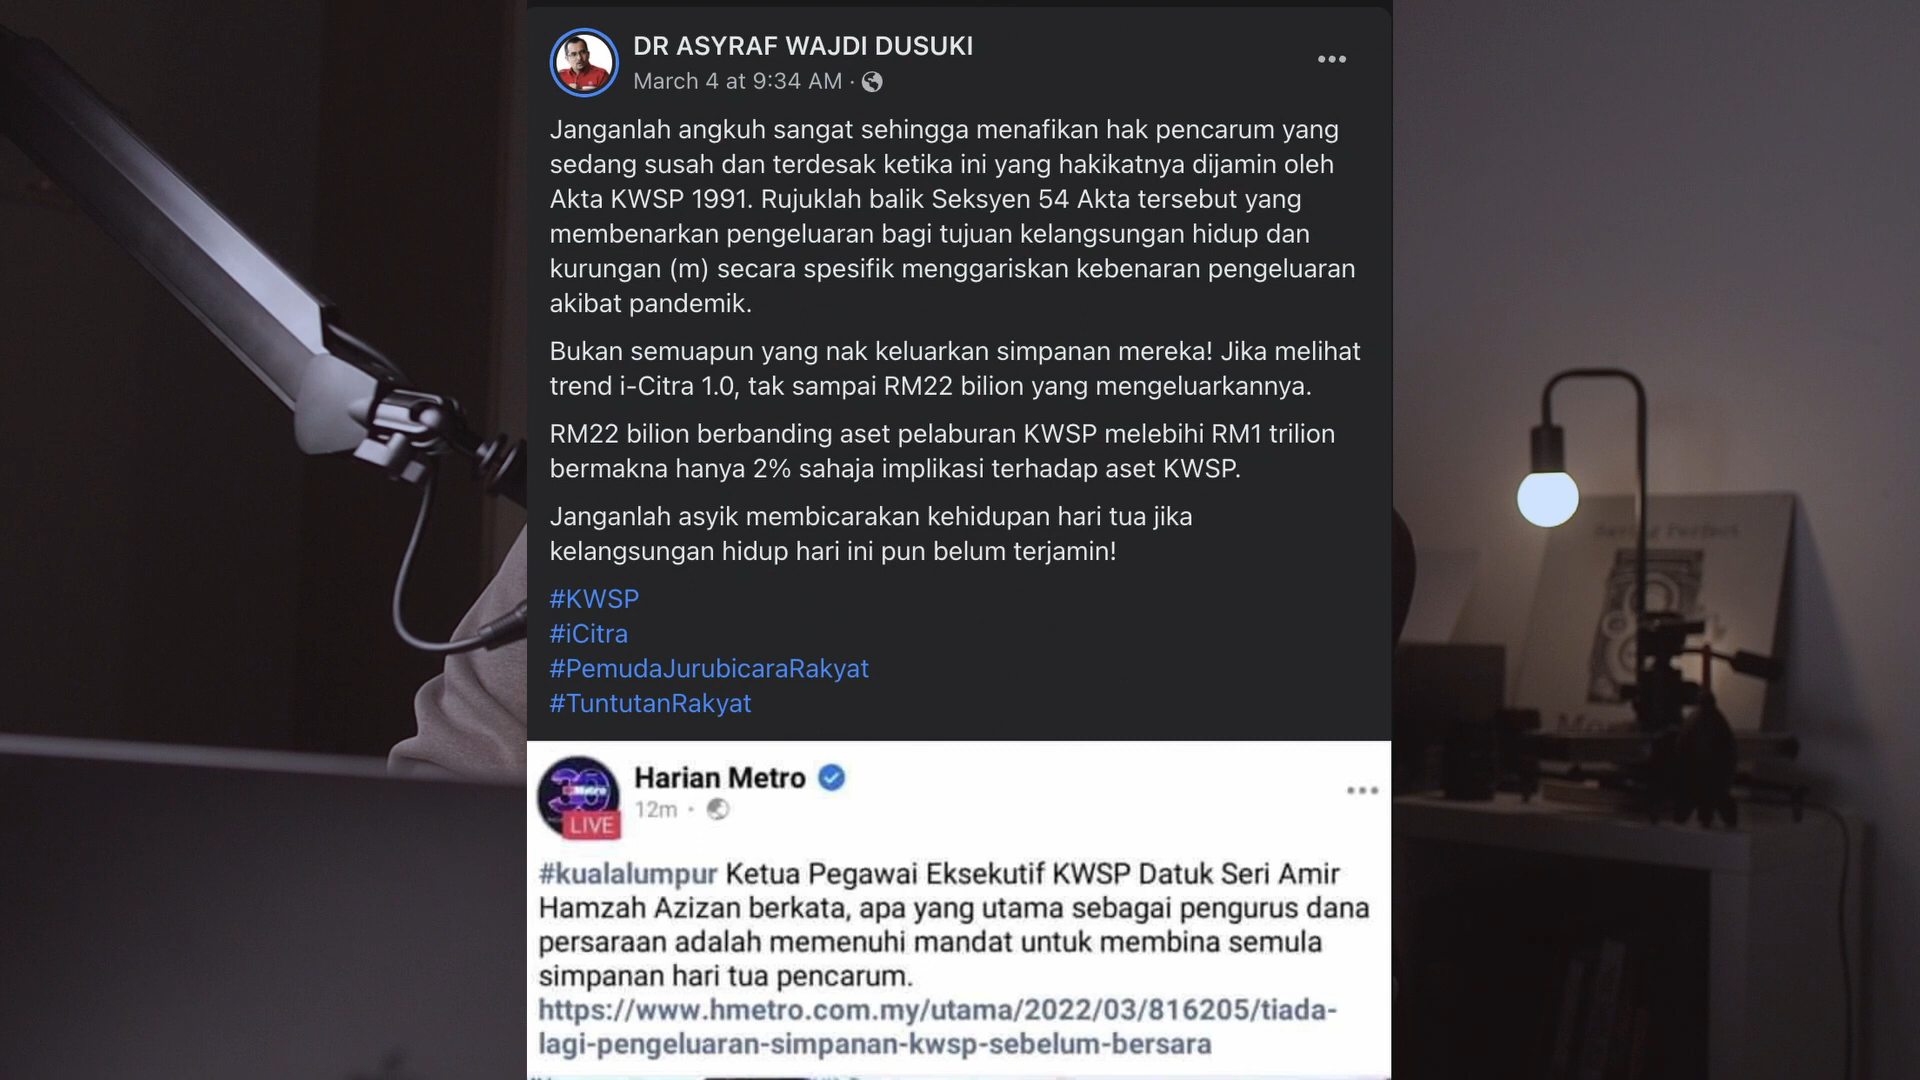 DR ASYRAF WAJDI DUSUKI
March 4 at 9:34 AM ·
Janganlah angkuh sangat sehingga menafikan hak pencarum yang
sedang susah dan terdesak ketika ini yang hakikatnya dijamin oleh
Akta KWSP 1991. Rujuklah balik Seksyen 54 Akta tersebut yang
membenarkan pengeluaran bagi tujuan kelangsungan hidup dan
kurungan (m) secara spesifik menggariskan kebenaran pengeluaran
akibat pandemik.
Bukan semuapun yang nak keluarkan simpanan mereka! Jika melihat
trend i-Citra 1.0, tak sampai RM22 bilion yang mengeluarkannya.
RM22 bilion berbanding aset pelaburan KWSP melebihi RM1 trilion
bermakna hanya 2% sahaja implikasi terhadap aset KWSP.
Janganlah asyik membicarakan kehidupan hari tua jika
kelangsungan hidup hari ini pun belum terjamin!
#KWSP
#iCitra
#PemudaJurubicaraRakyat
#TuntutanRakyat
30
Metro
LIVE
Harian Metro
12m ·
#kualalumpur Ketua Pegawai Eksekutif KWSP Datuk Seri Amir
Hamzah Azizan berkata, apa yang utama sebagai pengurus dana
persaraan adalah memenuhi mandat untuk membina semula
simpanan hari tua pencarum.
https://www.hmetro.com.my/utama/2022/03/816205/tiada-
lagi-pengeluaran-simpanan-kwsp-sebelum-bersara